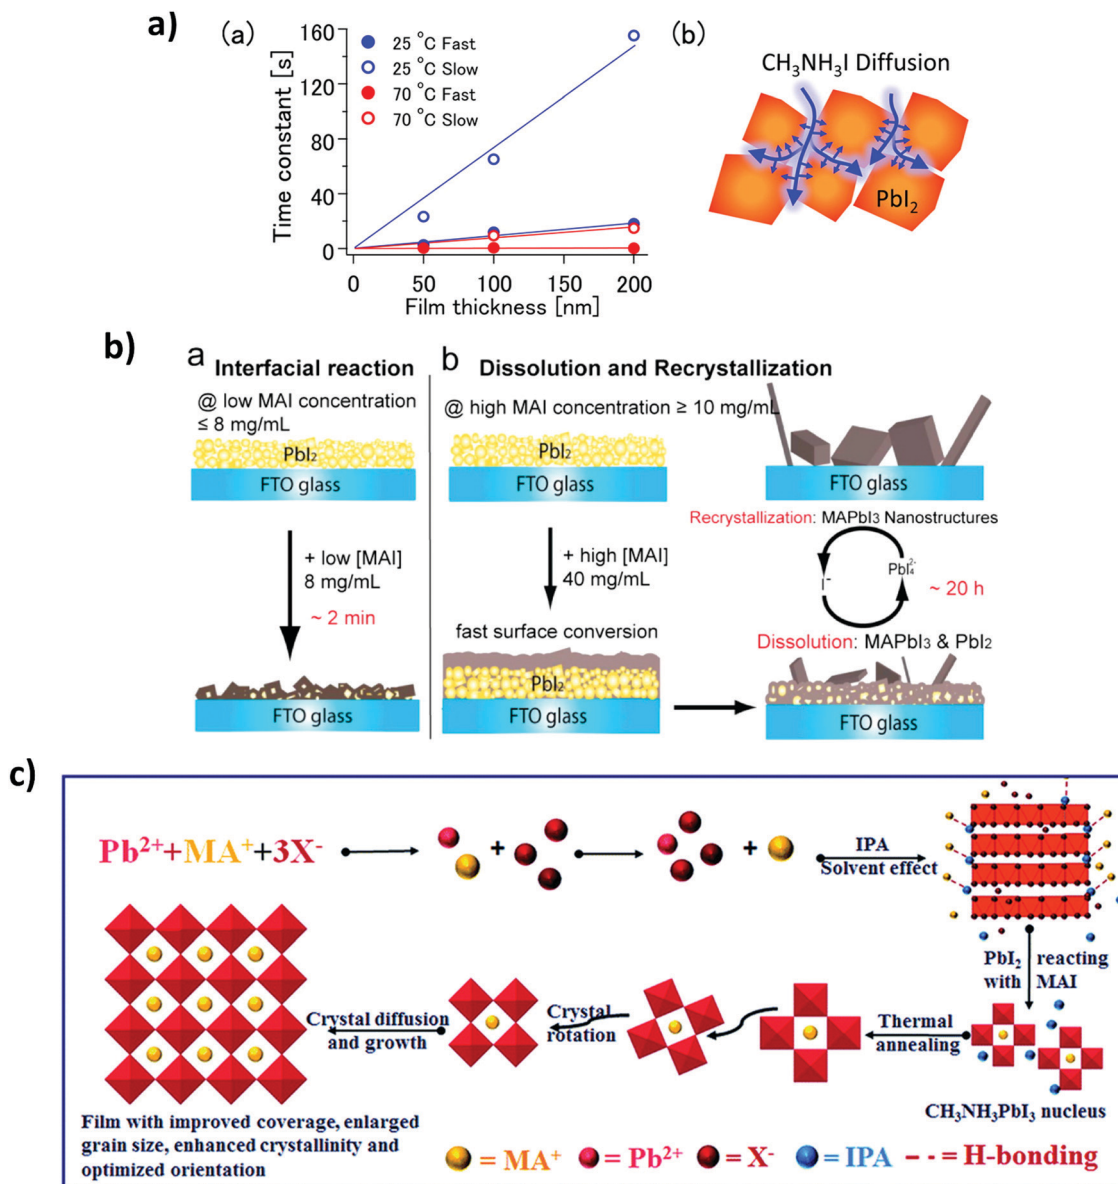 a)
(a)
Time constant [s]
160
120
80
40
0
25 °C Fast
25 °C Slow
70 °C Fast
70 °C Slow
0 50 100 150 200
Film thickness [nm]
(b)
CH₃NH₃I Diffusion
PbI₂
b)
a
Interfacial reaction
@ low MAI concentration
≤ 8 mg/mL
PbI₂
FTO glass
+ low [MAI]
8 mg/mL
~ 2 min
FTO glass
b
Dissolution and Recrystallization
@ high MAI concentration ≥ 10 mg/mL
PbI₂
FTO glass
+ high [MAI]
40 mg/mL
fast surface conversion
PbI₂
FTO glass
FTO glass
Recrystallization: MAPbI₃ Nanostructures
I⁻
PbI₄²⁻
~ 20 h
Dissolution: MAPbI₃ & PbI₂
FTO glass
c)
Pb²⁺+MA⁺+3X⁻
+
+
IPA
Solvent effect
PbI₂ reacting
with MAI
CH₃NH₃PbI₃ nucleus
Thermal
annealing
Crystal
rotation
Crystal diffusion
and growth
Film with improved coverage, enlarged
grain size, enhanced crystallinity and
optimized orientation
= MA⁺ = Pb²⁺ = X⁻ = IPA = H-bonding